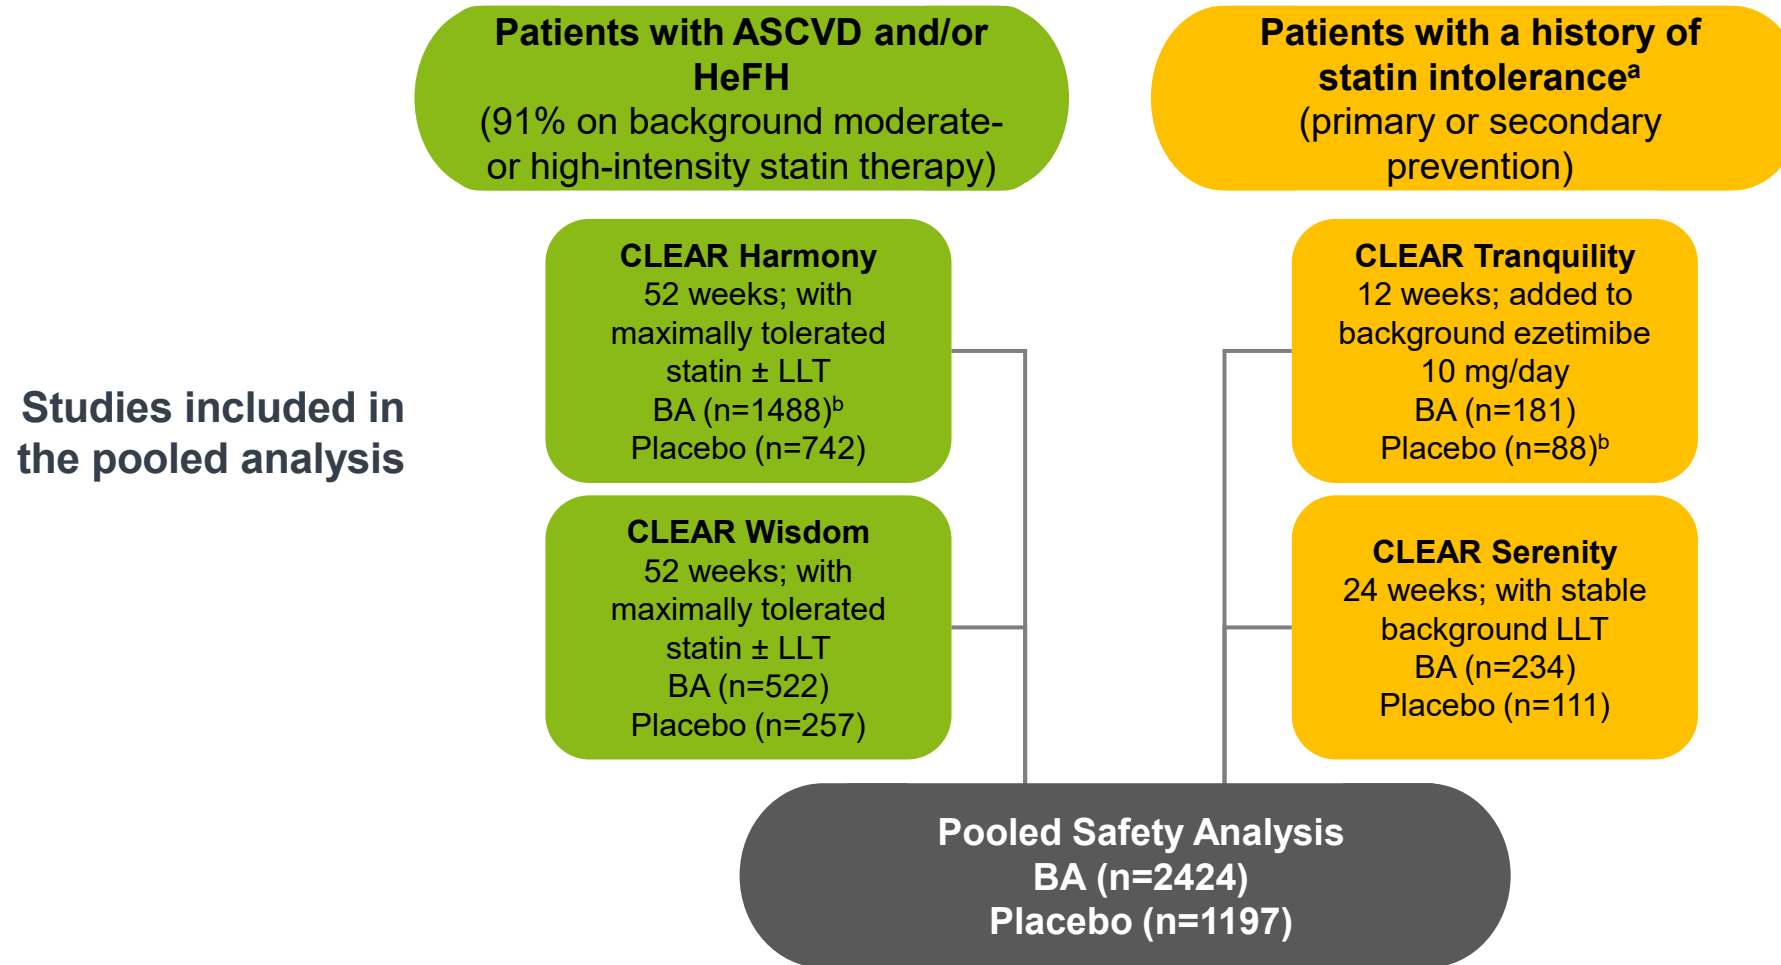 Patients with ASCVD and/or
HeFH
(91% on background moderate-
or high-intensity statin therapy)
Patients with a history of
statin intoleranceᵃ
(primary or secondary
prevention)
Studies included in
the pooled analysis
CLEAR Harmony
52 weeks; with
maximally tolerated
statin ± LLT
BA (n=1488)ᵇ
Placebo (n=742)
CLEAR Tranquility
12 weeks; added to
background ezetimibe
10 mg/day
BA (n=181)
Placebo (n=88)ᵇ
CLEAR Wisdom
52 weeks; with
maximally tolerated
statin ± LLT
BA (n=522)
Placebo (n=257)
CLEAR Serenity
24 weeks; with stable
background LLT
BA (n=234)
Placebo (n=111)
Pooled Safety Analysis
BA (n=2424)
Placebo (n=1197)